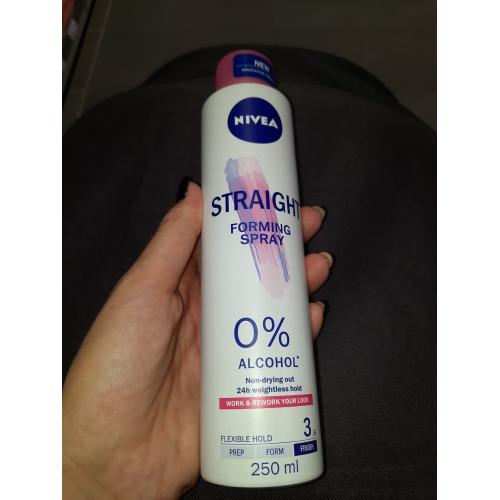 NEW
NIVEA
STRAIGHT
FORMING
SPRAY
0%
ALCOHOL*
Non-drying out
24h weightless hold
WORK & REWORK YOUR LOOK
3
FLEXIBLE HOLD
PREP FORM FINISH
250 ml